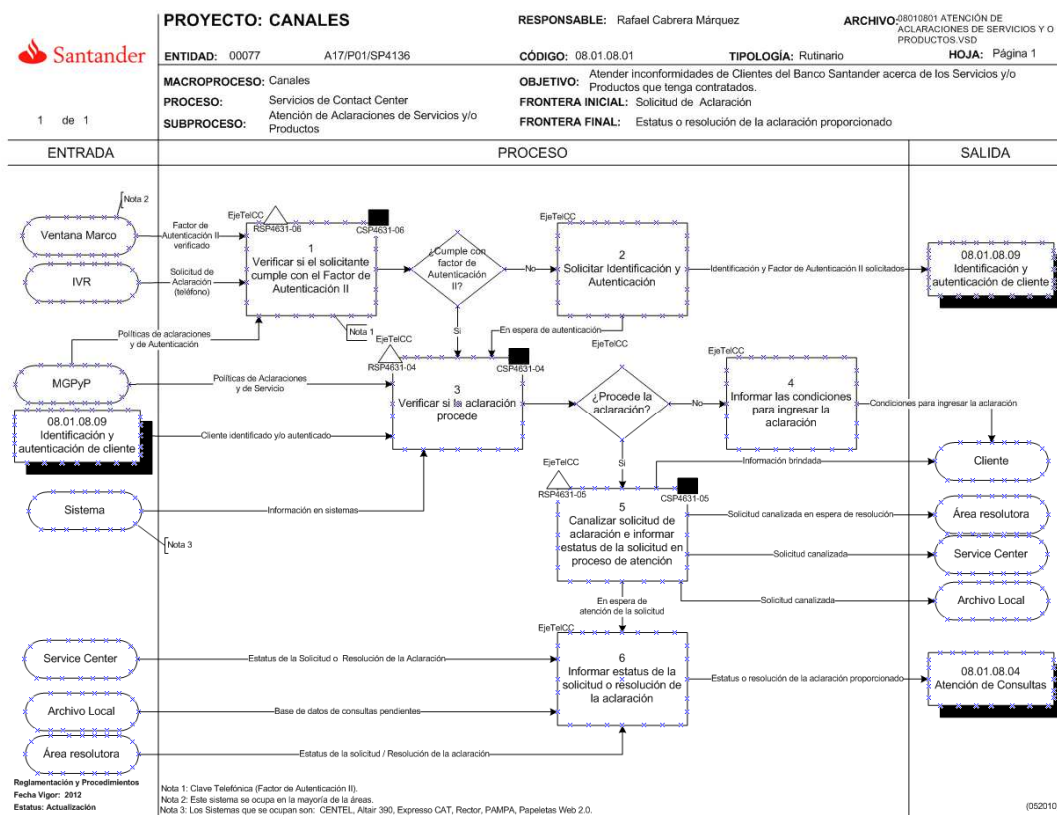 PROYECTO: CANALES
RESPONSABLE: Rafael Cabrera Márquez
ARCHIVO: 08010801 ATENCIÓN DE
ACLARACIONES DE SERVICIOS Y O
PRODUCTOS.VSD
Santander
ENTIDAD: 00077 A17/P01/SP4136
CÓDIGO: 08.01.08.01
TIPOLOGÍA: Rutinario
HOJA: Página 1
MACROPROCESO: Canales
OBJETIVO: Atender inconformidades de Clientes del Banco Santander acerca de los Servicios y/o
Productos que tenga contratados.
PROCESO: Servicios de Contact Center
FRONTERA INICIAL: Solicitud de Aclaración
1 de 1
SUBPROCESO: Atención de Aclaraciones de Servicios y/o
Productos
FRONTERA FINAL: Estatus o resolución de la aclaración proporcionado
ENTRADA
PROCESO
SALIDA
Nota 2
Ventana Marco
Factor de
Autenticación II
verificado
IVR
Solicitud de
Aclaración
(teléfono)
EjeTelCC
RSP4631-06
CSP4631-06
1
Verificar si el solicitante
cumple con el Factor de
Autenticación II
Nota 1
¿Cumple con
factor de
Autenticación
II?
No
Si
EjeTelCC
2
Solicitar Identificación y
Autenticación
Identificación y Factor de Autenticación II solicitados
08.01.08.09
Identificación y
autenticación de cliente
En espera de autenticación
Políticas de aclaraciones
y de Autenticación
MGPyP
Políticas de Aclaraciones
y de Servicio
08.01.08.09
Identificación y
autenticación de cliente
Cliente identificado y/o autenticado
EjeTelCC
RSP4631-04
CSP4631-04
3
Verificar si la aclaración
procede
EjeTelCC
¿Procede la
aclaración?
No
Si
EjeTelCC
4
Informar las condiciones
para ingresar la
aclaración
Condiciones para ingresar la aclaración
Cliente
Información brindada
Sistema
Información en sistemas
Nota 3
EjeTelCC
RSP4631-05
CSP4631-05
5
Canalizar solicitud de
aclaración e informar
estatus de la solicitud en
proceso de atención
Solicitud canalizada en espera de resolución
Área resolutora
Solicitud canalizada
Service Center
Solicitud canalizada
Archivo Local
En espera de
atención de la solicitud
EjeTelCC
6
Informar estatus de la
solicitud o resolución de
la aclaración
Service Center
Estatus de la Solicitud o Resolución de la Aclaración
Estatus o resolución de la aclaración proporcionado
08.01.08.04
Atención de Consultas
Archivo Local
Base de datos de consultas pendientes
Área resolutora
Estatus de la solicitud / Resolución de la aclaración
Reglamentación y Procedimientos
Fecha Vigor: 2012
Estatus: Actualización
Nota 1: Clave Telefónica (Factor de Autenticación II).
Nota 2: Este sistema se ocupa en la mayoría de la áreas.
Nota 3: Los Sistemas que se ocupan son: CENTEL, Altair 390, Expresso CAT, Rector, PAMPA, Papeletas Web 2.0.
(052010